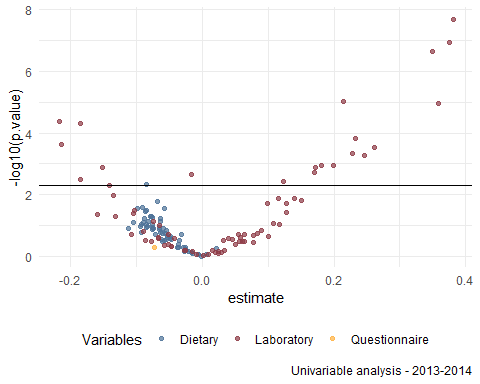 8
6
4
2
0
-log10(p.value)
-0.2 0.0 0.2 0.4
estimate
Variables Dietary Laboratory Questionnaire
Univariable analysis - 2013-2014